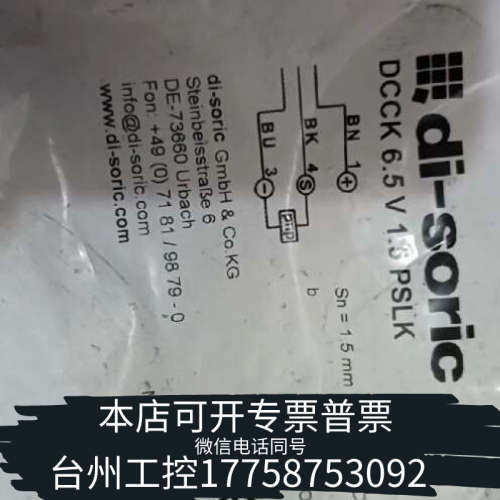 di-soric
DCCK 6.5 V 1.5 PSLK
BN 1 +
BK 4 S
BU 3 -
pnp
Sn = 1.5 mm
b
di-soric GmbH & Co.KG
Steinbeisstraße 6
DE-73660 Urbach
Fon: +49 (0) 71 81 / 98 79 - 0
info@di-soric.com
www.di-soric.com
本店可开专票普票
微信电话同号
台州工控17758753092